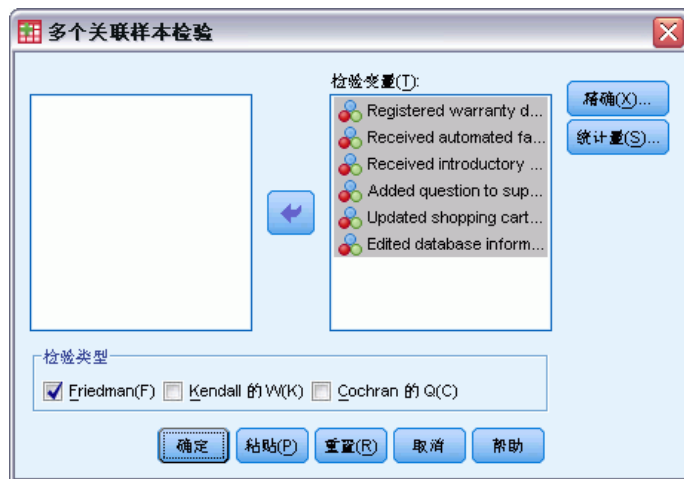 多个关联样本检验
检验变量(T):
Registered warranty d...
Received automated fa...
Received introductory ...
Added question to sup...
Updated shopping cart...
Edited database inform...
精确(X)...
统计量(S)...
检验类型
Friedman(F) Kendall 的 W(K) Cochran 的 Q(C)
确定 粘贴(P) 重置(R) 取消 帮助